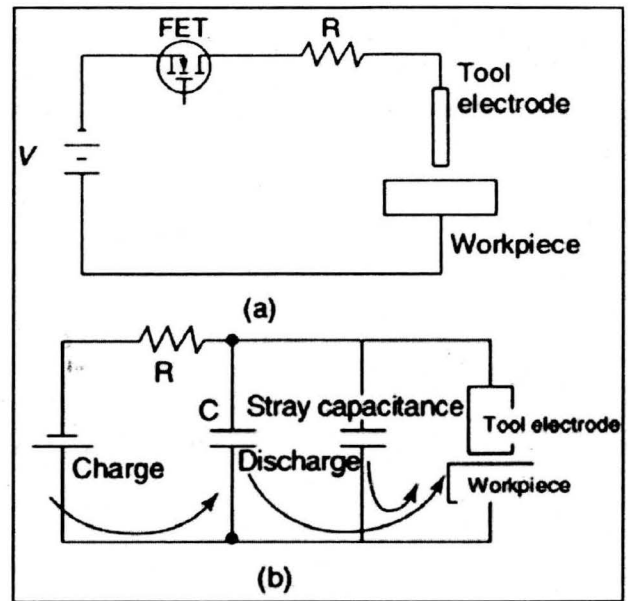 FET
R
Tool
electrode
V
Workpiece
(a)
R
C
Stray capacitance
Tool electrode
Charge
Discharge
Workpiece
(b)